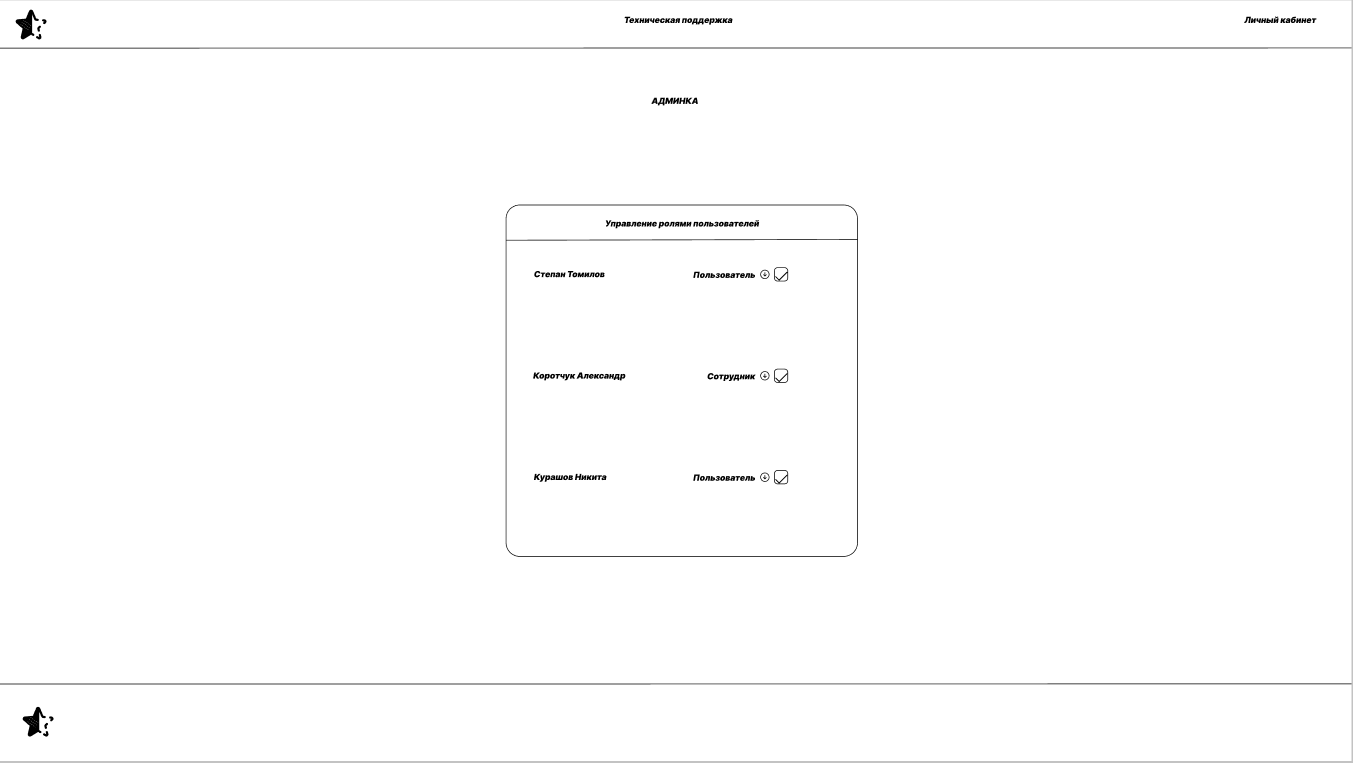 Техническая поддержка
Личный кабинет
АДМИНКА
Управление ролями пользователей
Степан Томилов Пользователь
Коротчук Александр Сотрудник
Курашов Никита Пользователь